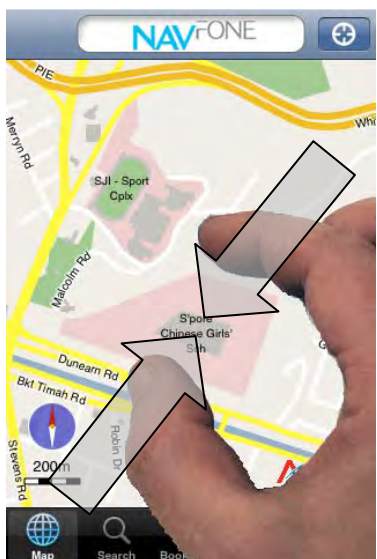 NAVFONE
PIE
Merryn Rd
SJI - Sport
Cplx
Malcolm Rd
S'pore
Chinese Girls'
Sch
Dunearn Rd
Bkt Timah Rd
Robin Dr
Stevens Rd
200m
Map
Search